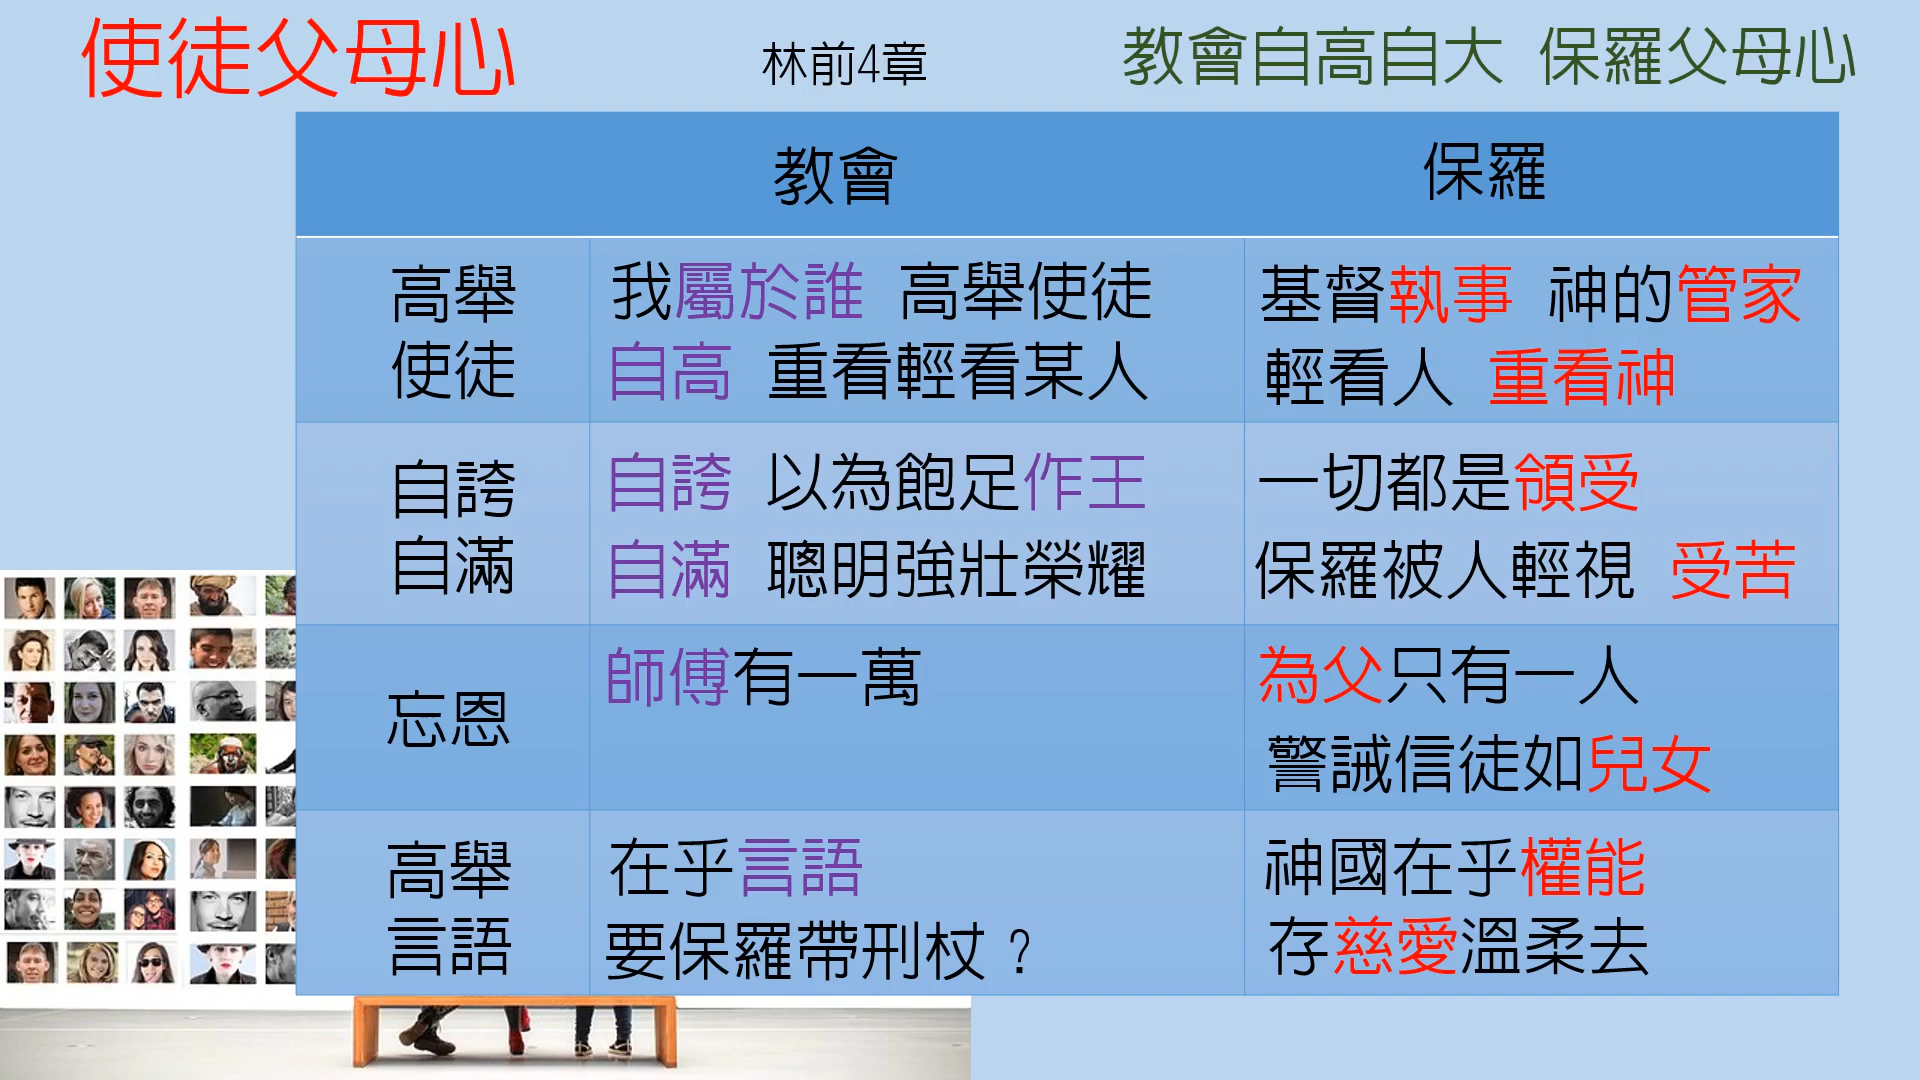 使徒父母心
林前4章
教會自高自大 保羅父母心
教會
保羅
高舉
使徒
我屬於誰 高舉使徒
自高 重看輕看某人
基督執事 神的管家
輕看人 重看神
自誇
自滿
自誇 以為飽足作王
自滿 聰明強壯榮耀
一切都是領受
保羅被人輕視 受苦
忘恩
師傅有一萬
為父只有一人
警誡信徒如兒女
高舉
言語
在乎言語
要保羅帶刑杖？
神國在乎權能
存慈愛溫柔去